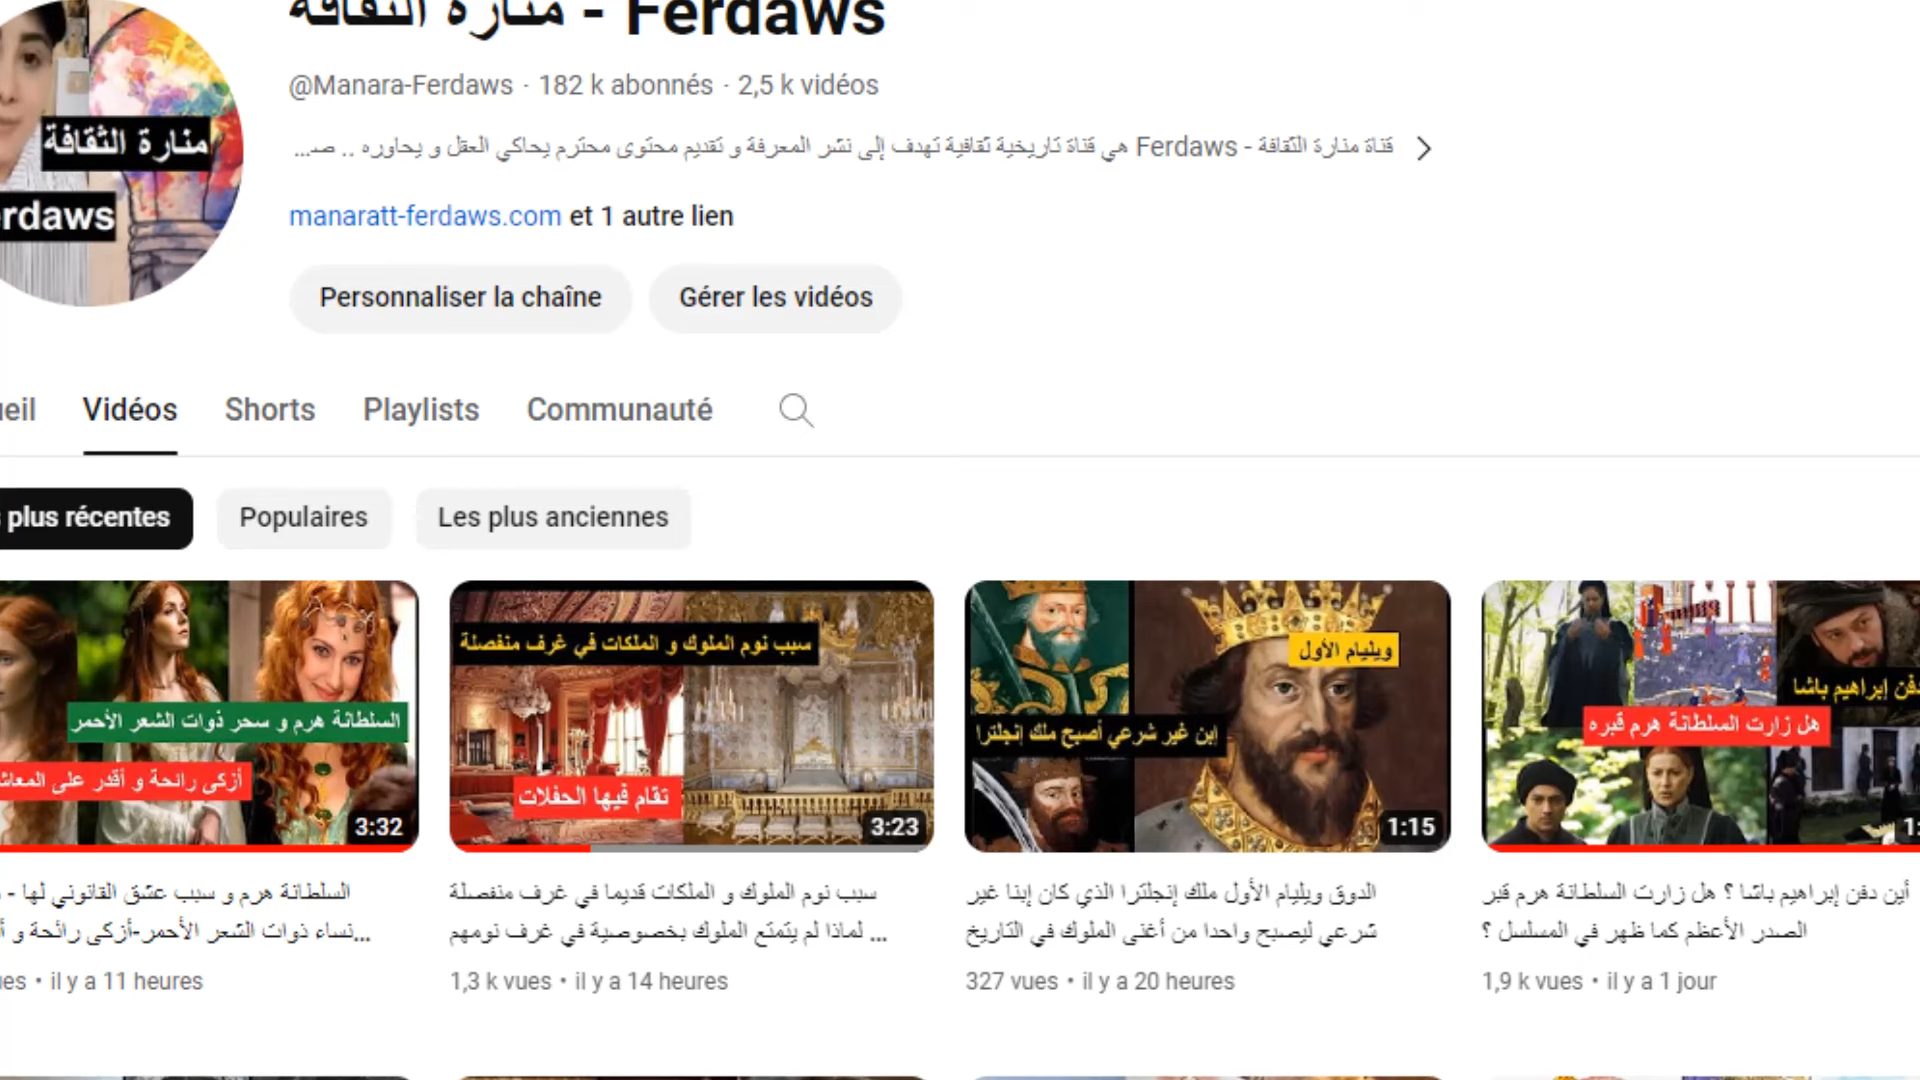 منارة الثقافة - Ferdaws
@Manara-Ferdaws · 182 k abonnés · 2,5 k vidéos
قناة منارة الثقافة - Ferdaws هي قناة تاريخية ثقافية تهدف إلى نشر المعرفة و تقديم محتوى محترم يحاكي العقل و يحاوره .. صـ...
manaratt-ferdaws.com et 1 autre lien
منارة الثقافة
rdaws
Personnaliser la chaîne
Gérer les vidéos
eil
Vidéos
Shorts
Playlists
Communauté
plus récentes
Populaires
Les plus anciennes
السلطانة هرم و سحر ذوات الشعر الأحمر
أزكى رائحة و أقدر على المعاش
3:32
سبب نوم الملوك و الملكات في غرف منفصلة
تقام فيها الحفلات
3:23
ويليام الأول
إبن غير شرعي أصبح ملك إنجلترا
1:15
دفن إبراهيم باشا
هل زارت السلطانة هرم قبره
السلطانة هرم و سبب عشق القانوني لها -
نساء ذوات الشعر الأحمر-أزكى رائحة و أ...
es • il y a 11 heures
سبب نوم الملوك و الملكات قديما في غرف منفصلة
لماذا لم يتمتع الملوك بخصوصية في غرف نومهم ...
1,3 k vues • il y a 14 heures
الدوق ويليام الأول ملك إنجلترا الذي كان إبنا غير
شرعي ليصبح واحدا من أغنى الملوك في التاريخ
327 vues • il y a 20 heures
أين دفن إبراهيم باشا ؟ هل زارت السلطانة هرم قبر
الصدر الأعظم كما ظهر في المسلسل ؟
1,9 k vues • il y a 1 jour